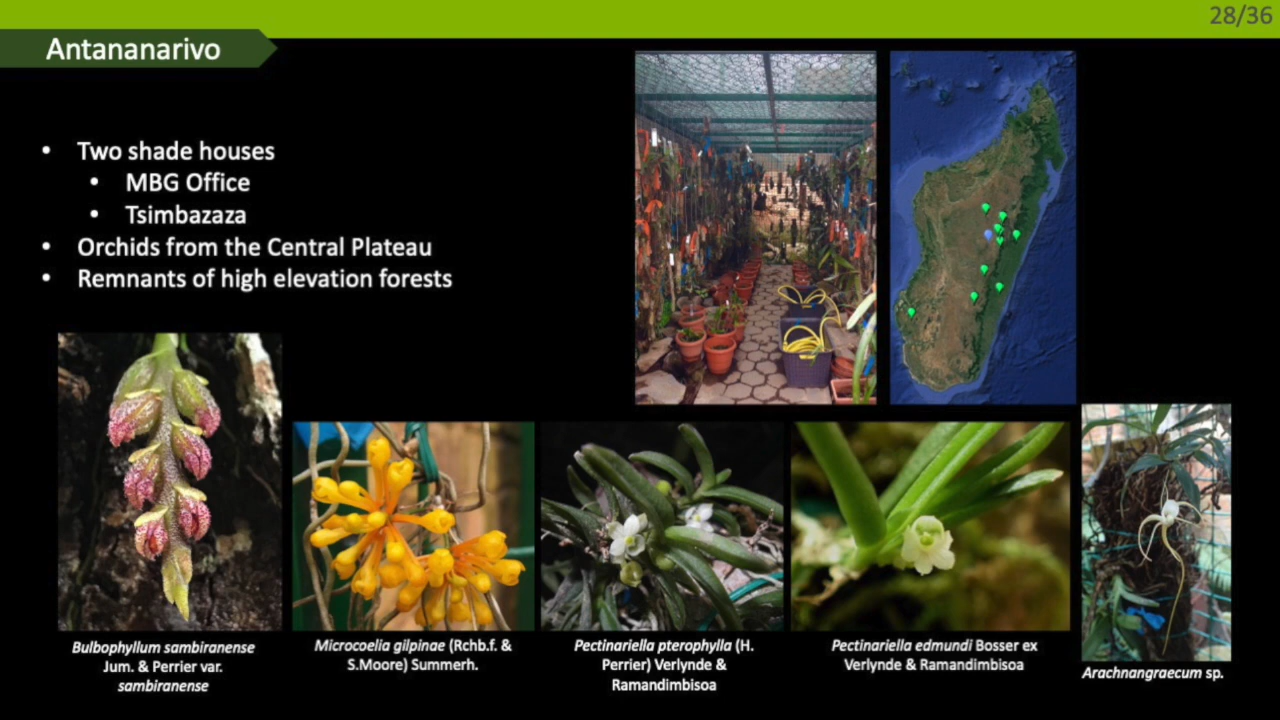 28/36
Antananarivo
• Two shade houses
• MBG Office
• Tsimbazaza
• Orchids from the Central Plateau
• Remnants of high elevation forests
Bulbophyllum sambiranense
Jum. & Perrier var.
sambiranense
Microcoelia gilpinae (Rchb.f. &
S.Moore) Summerh.
Pectinariella pterophylla (H.
Perrier) Verlynde &
Ramandimbisoa
Pectinariella edmundi Bosser ex
Verlynde & Ramandimbisoa
Arachnangraecum sp.